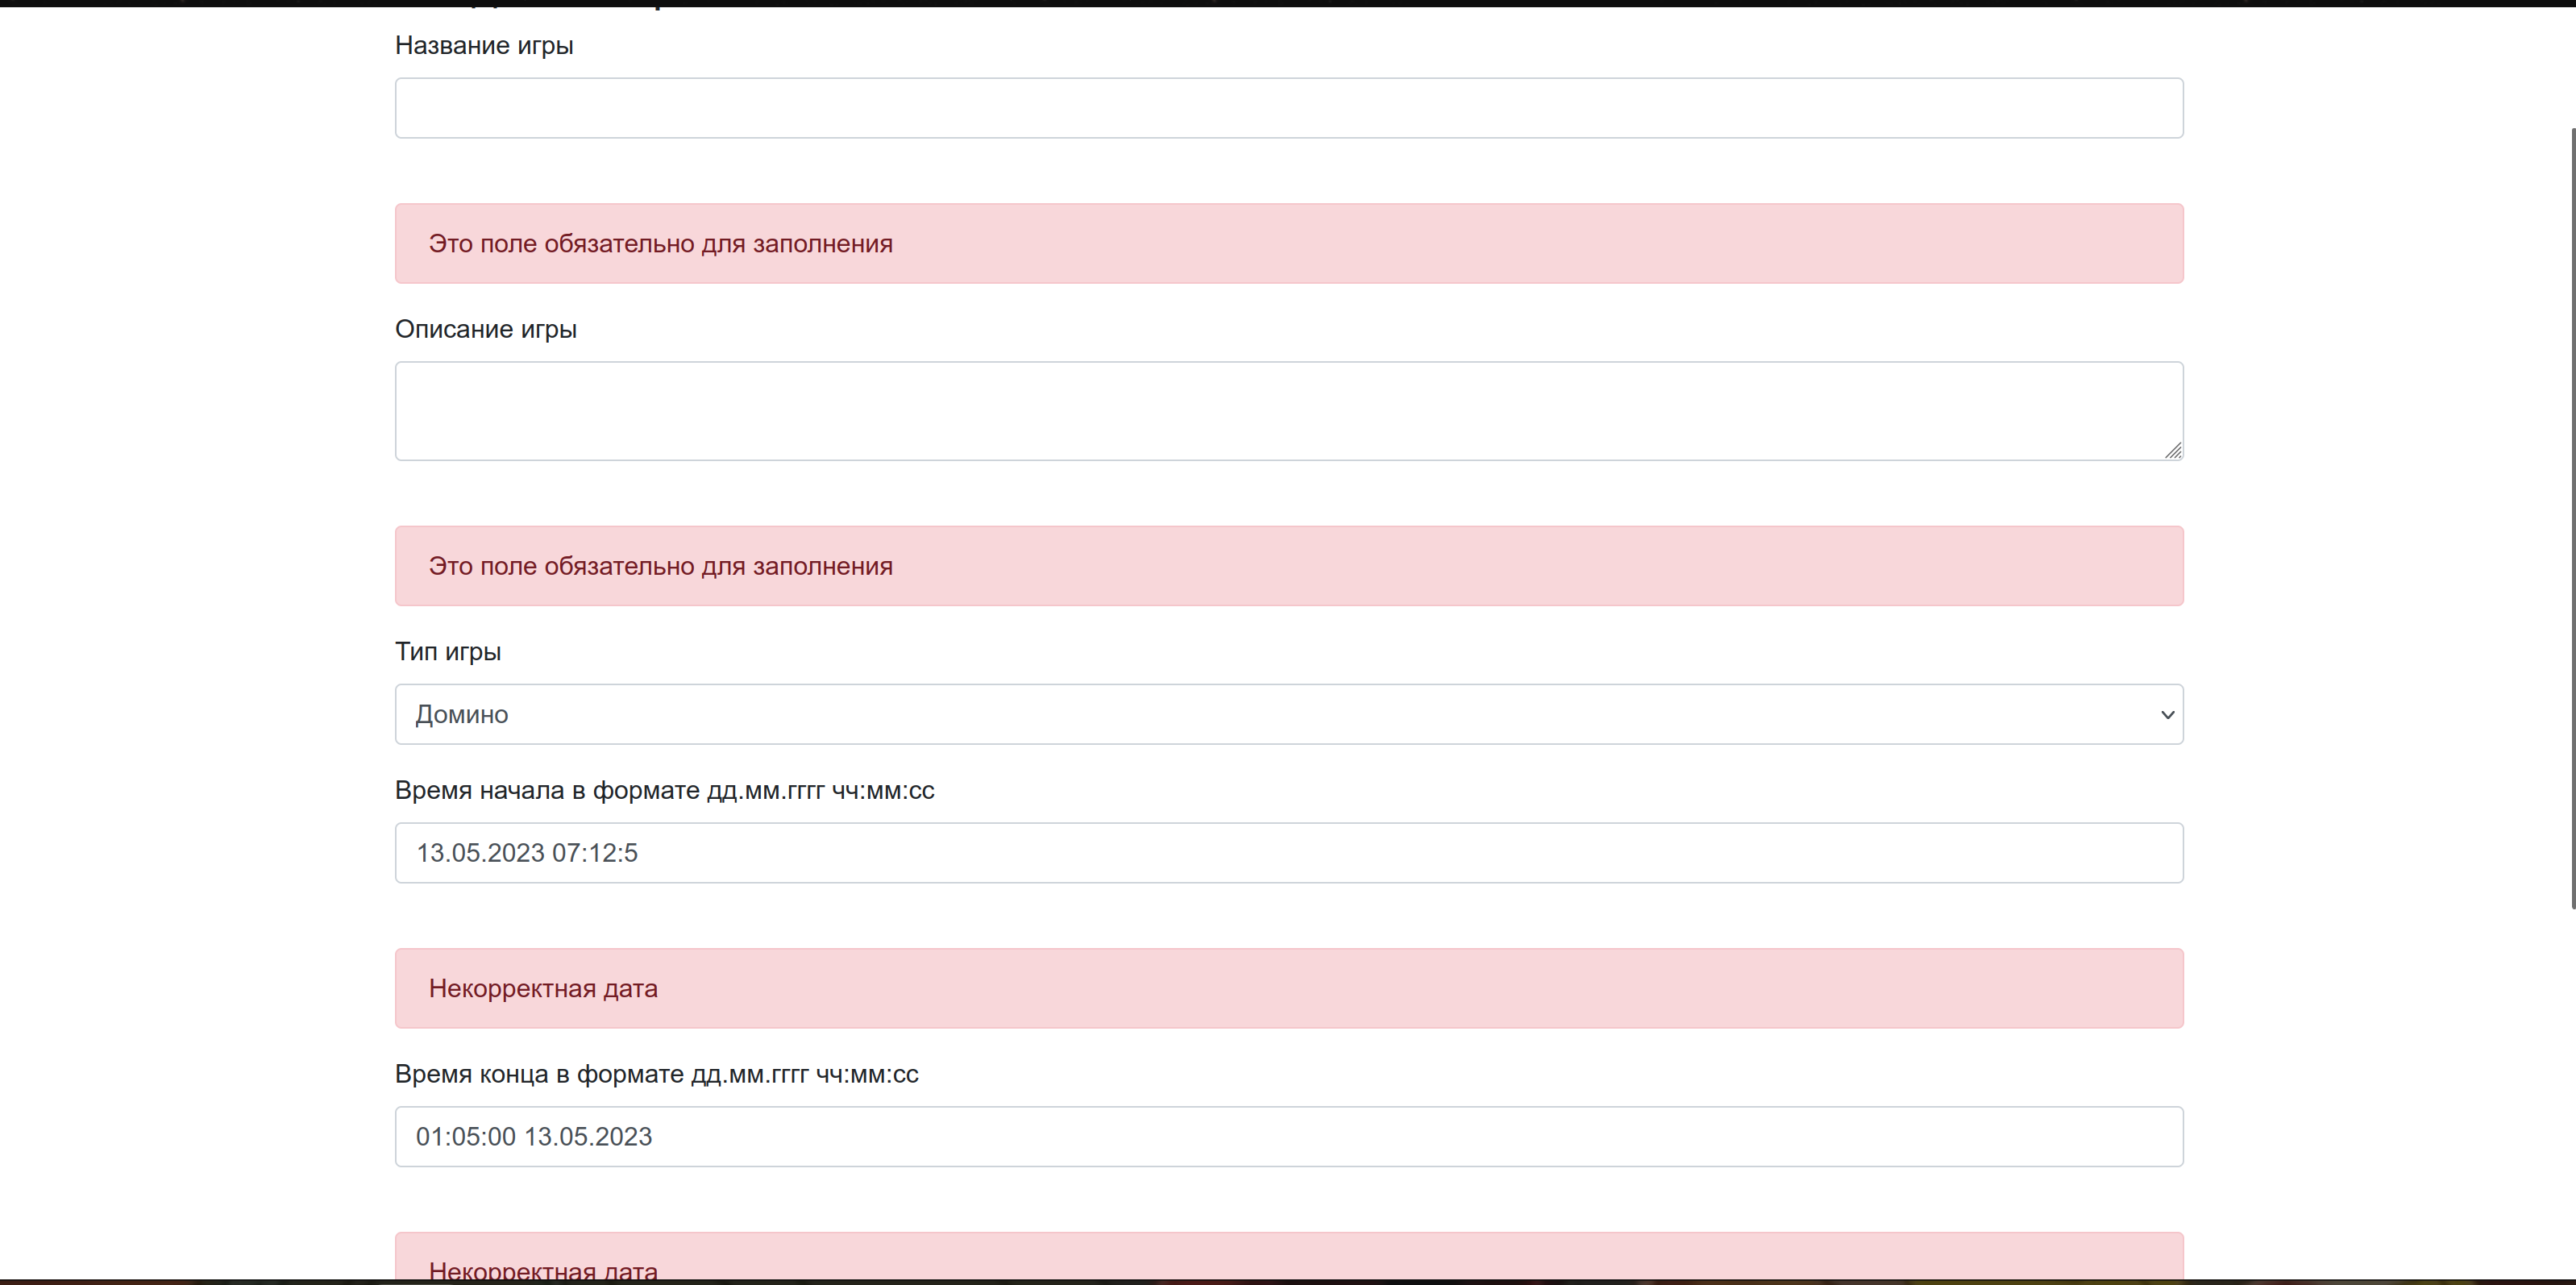 Название игры
Это поле обязательно для заполнения
Описание игры
Это поле обязательно для заполнения
Тип игры
Домино
Время начала в формате дд.мм.гггг чч:мм:сс
13.05.2023 07:12:5
Некорректная дата
Время конца в формате дд.мм.гггг чч:мм:сс
01:05:00 13.05.2023
Некорректная дата